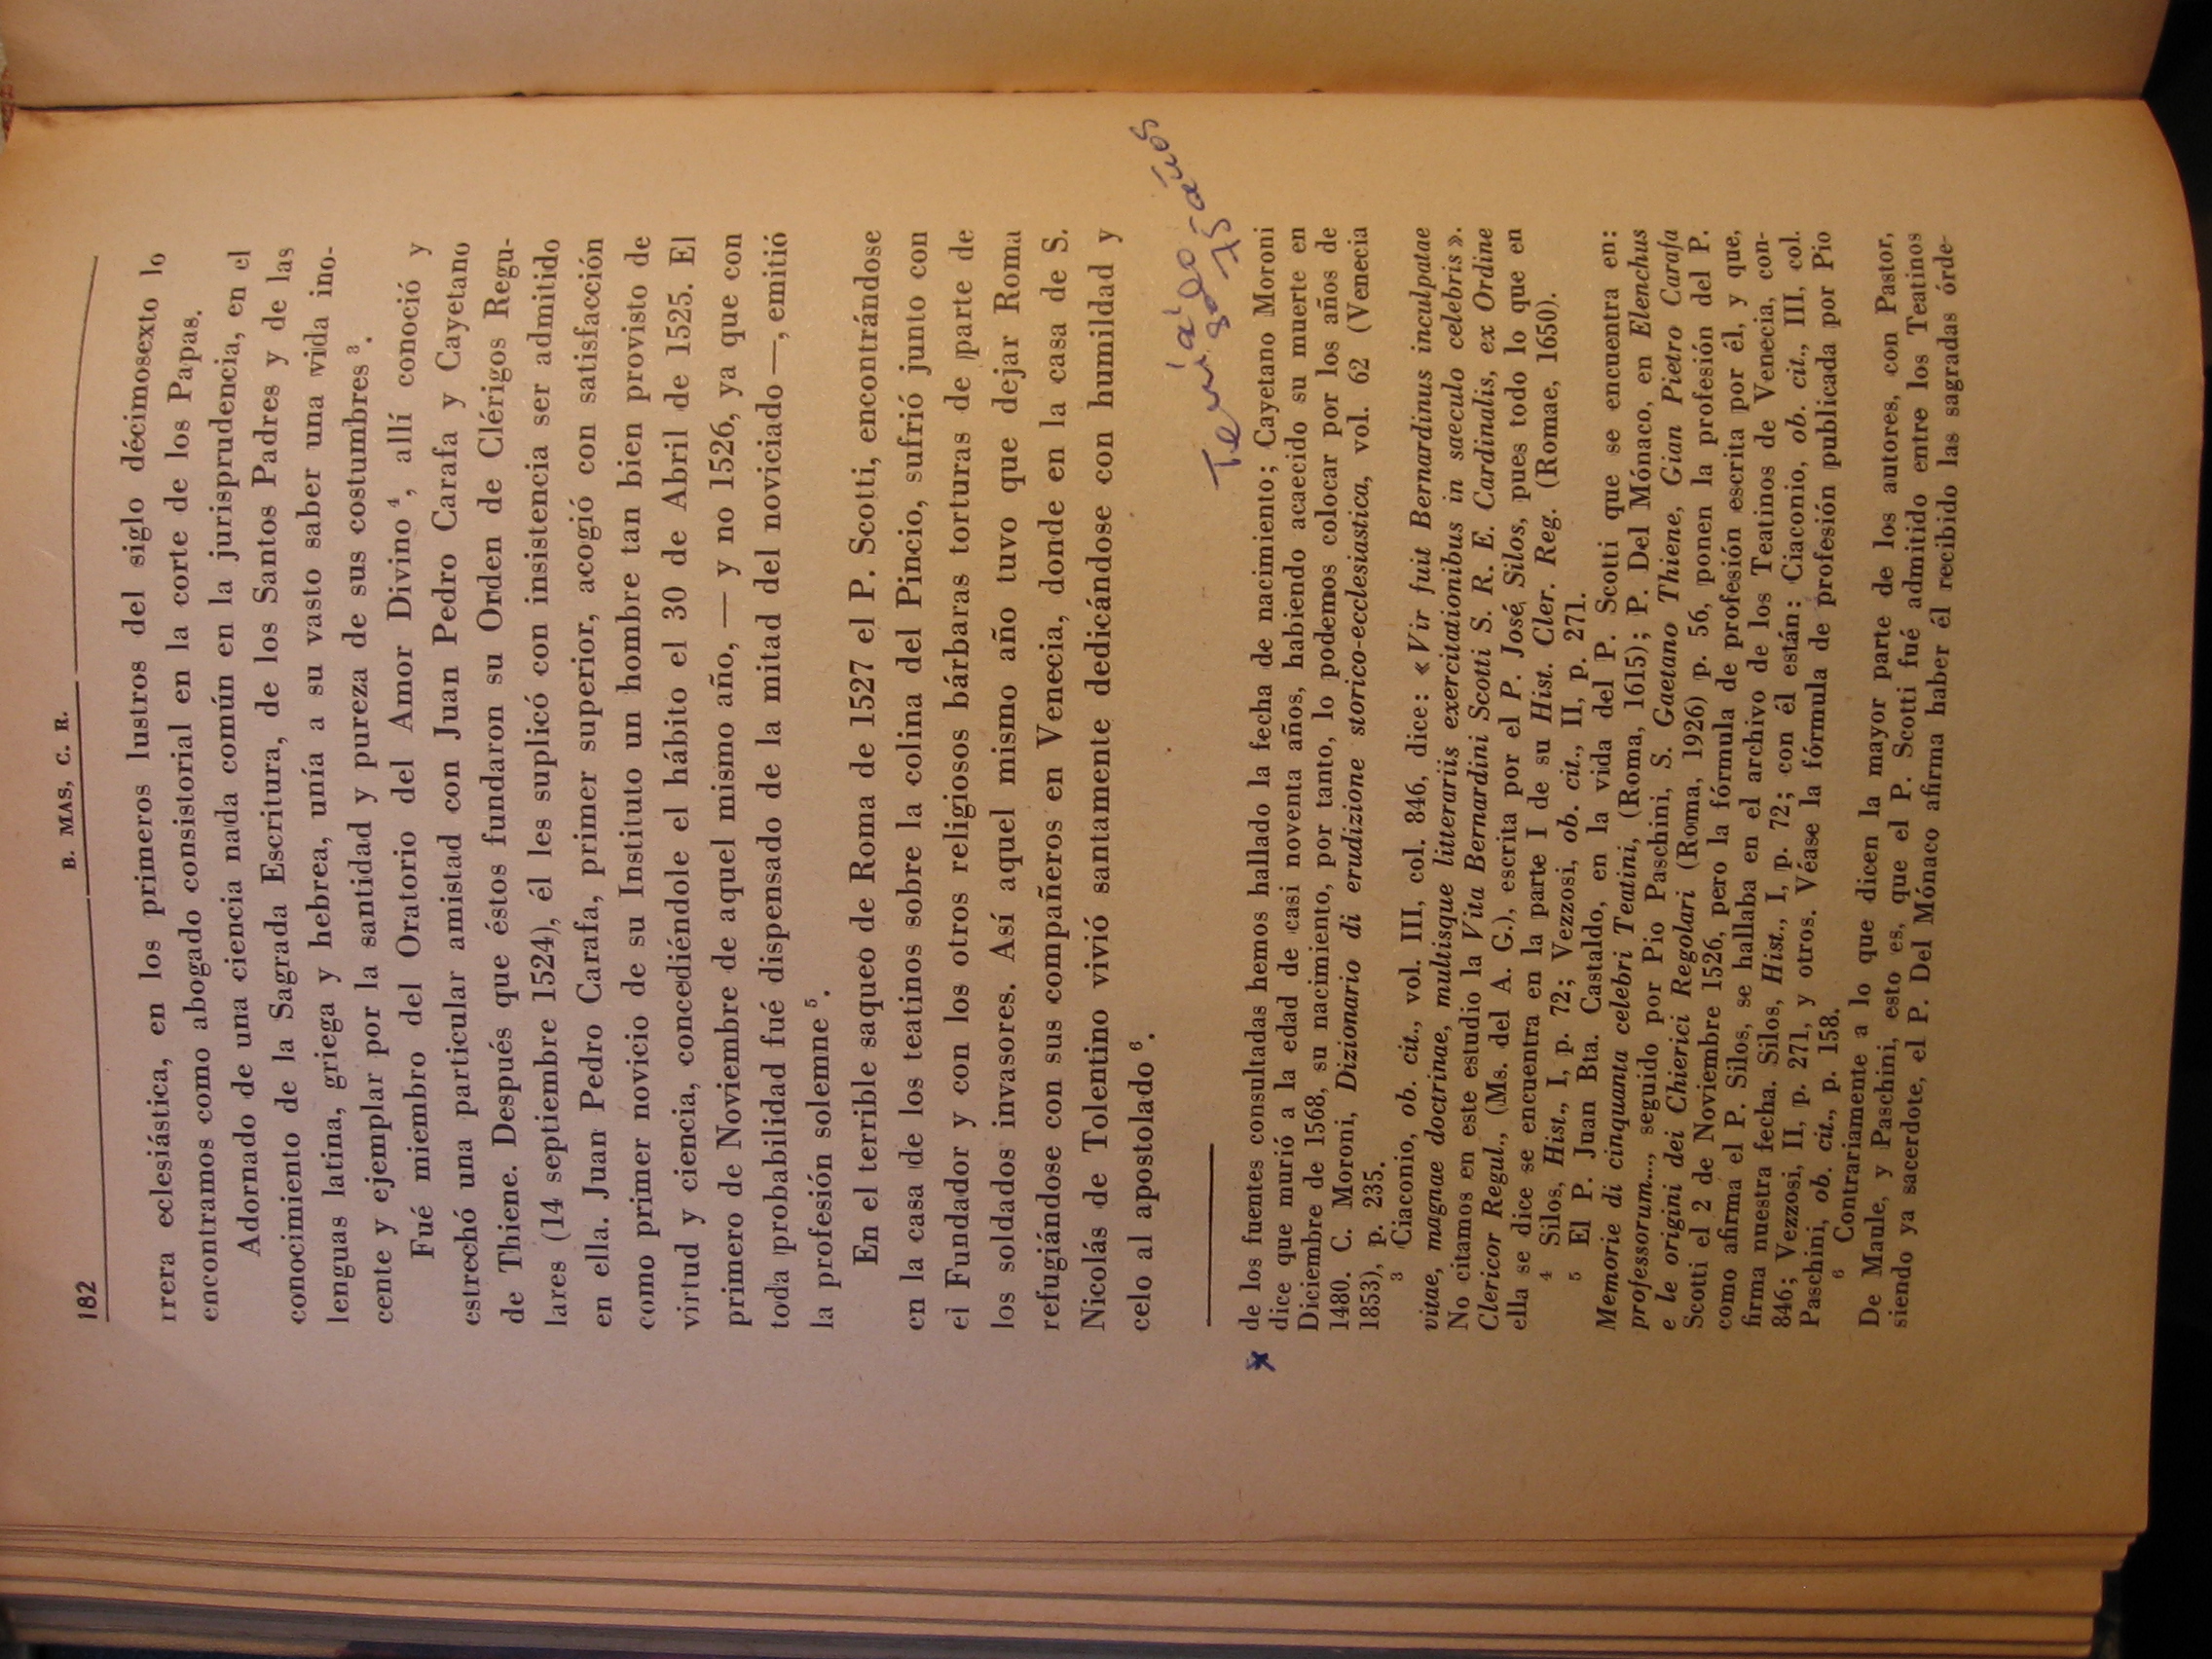 182
B. MAS, C. R.
rrera eclesiástica, en los primeros lustros del siglo décimosexto lo
encontramos como abogado consistorial en la corte de los Papas.
Adornado de una ciencia nada común en la jurisprudencia, en el
conocimiento de la Sagrada Escritura, de los Santos Padres y de las
lenguas latina, griega y hebrea, unía a su vasto saber una vida ino-
cente y ejemplar por la santidad y pureza de sus costumbres ³.
Fué miembro del Oratorio del Amor Divino ⁴, allí conoció y
estrechó una particular amistad con Juan Pedro Carafa y Cayetano
de Thiene. Después que éstos fundaron su Orden de Clérigos Regu-
lares (14 septiembre 1524), él les suplicó con insistencia ser admitido
en ella. Juan Pedro Carafa, primer superior, acogió con satisfacción
como primer novicio de su Instituto un hombre tan bien provisto de
virtud y ciencia, concediéndole el hábito el 30 de Abril de 1525. El
primero de Noviembre de aquel mismo año, — y no 1526, ya que con
toda probabilidad fué dispensado de la mitad del noviciado —, emitió
la profesión solemne ⁵.
En el terrible saqueo de Roma de 1527 el P. Scotti, encontrándose
en la casa de los teatinos sobre la colina del Pincio, sufrió junto con
el Fundador y con los otros religiosos bárbaras torturas de parte de
los soldados invasores. Así aquel mismo año tuvo que dejar Roma
refugiándose con sus compañeros en Venecia, donde en la casa de S.
Nicolás de Tolentino vivió santamente dedicándose con humildad y
celo al apostolado ⁶.
Tenía
75 años
de los fuentes consultadas hemos hallado la fecha de nacimiento; Cayetano Moroni
dice que murió a la edad de casi noventa años, habiendo acaecido su muerte en
Diciembre de 1568, su nacimiento, por tanto, lo podemos colocar por los años de
1480. C. Moroni, Dizionario di erudizione storico-ecclesiastica, vol. 62 (Venecia
1853), p. 235.
³ Ciaconio, ob. cit., vol. III, col. 846, dice: « Vir fuit Bernardinus inculpatae
vitae, magnae doctrinae, multisque litterariis exercitationibus in saeculo celebris ».
No citamos en este estudio la Vita Bernardini Scotti S. R. E. Cardinalis, ex Ordine
Clericor Regul., (Ms. del A. G.), escrita por el P. José Silos, pues todo lo que en
ella se dice se encuentra en la parte I de su Hist. Cler. Reg. (Romae, 1650).
⁴ Silos, Hist., I, p. 72; Vezzosi, ob. cit., II, p. 271.
⁵ El P. Juan Bta. Castaldo, en la vida del P. Scotti que se encuentra en:
Memorie di cinquanta celebri Teatini, (Roma, 1615); P. Del Mónaco, en Elenchus
professorum..., seguido por Pio Paschini, S. Gaetano Thiene, Gian Pietro Carafa
e le origini dei Chierici Regolari (Roma, 1926) p. 56, ponen la profesión del P.
Scotti el 2 de Noviembre 1526, pero la fórmula de profesión escrita por él, y que,
como afirma el P. Silos, se hallaba en el archivo de los Teatinos de Venecia, con-
firma nuestra fecha. Silos, Hist., I, p. 72; con él están: Ciaconio, ob. cit., III, col.
846; Vezzosi, II, p. 271, y otros. Véase la fórmula de profesión publicada por Pio
Paschini, ob. cit., p. 158.
⁶ Contrariamente a lo que dicen la mayor parte de los autores, con Pastor,
De Maule, y Paschini, esto es, que el P. Scotti fué admitido entre los Teatinos
siendo ya sacerdote, el P. Del Mónaco afirma haber él recibido las sagradas órde-